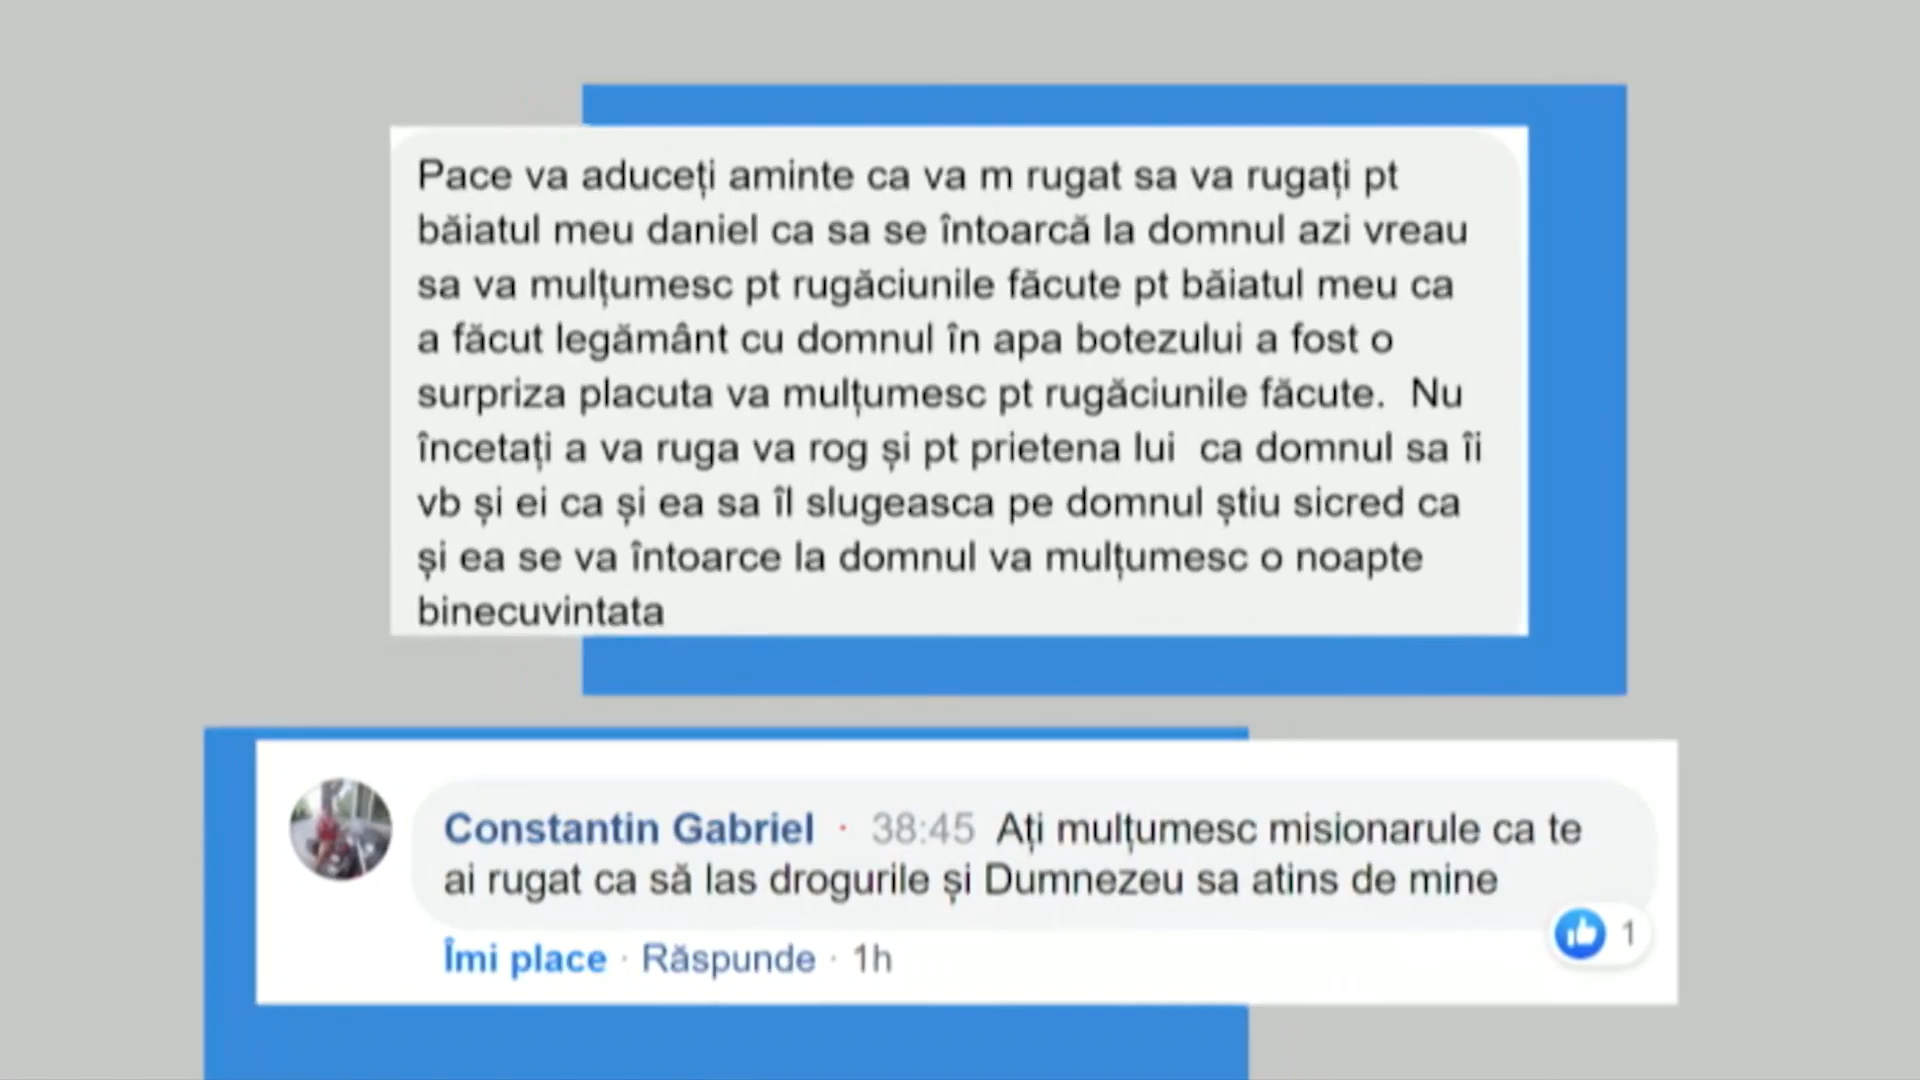 Pace va aduceți aminte ca va m rugat sa va rugați pt
băiatul meu daniel ca sa se întoarcă la domnul azi vreau
sa va mulțumesc pt rugăciunile făcute pt băiatul meu ca
a făcut legământ cu domnul în apa botezului a fost o
surpriza placuta va mulțumesc pt rugăciunile făcute.  Nu
încetați a va ruga va rog și pt prietena lui  ca domnul sa îi
vb și ei ca și ea sa îl slugeasca pe domnul știu sicred ca
și ea se va întoarce la domnul va mulțumesc o noapte
binecuvintata
Constantin Gabriel · 38:45 Ați mulțumesc misionarule ca te
ai rugat ca să las drogurile și Dumnezeu sa atins de mine
1
Îmi place · Răspunde · 1h